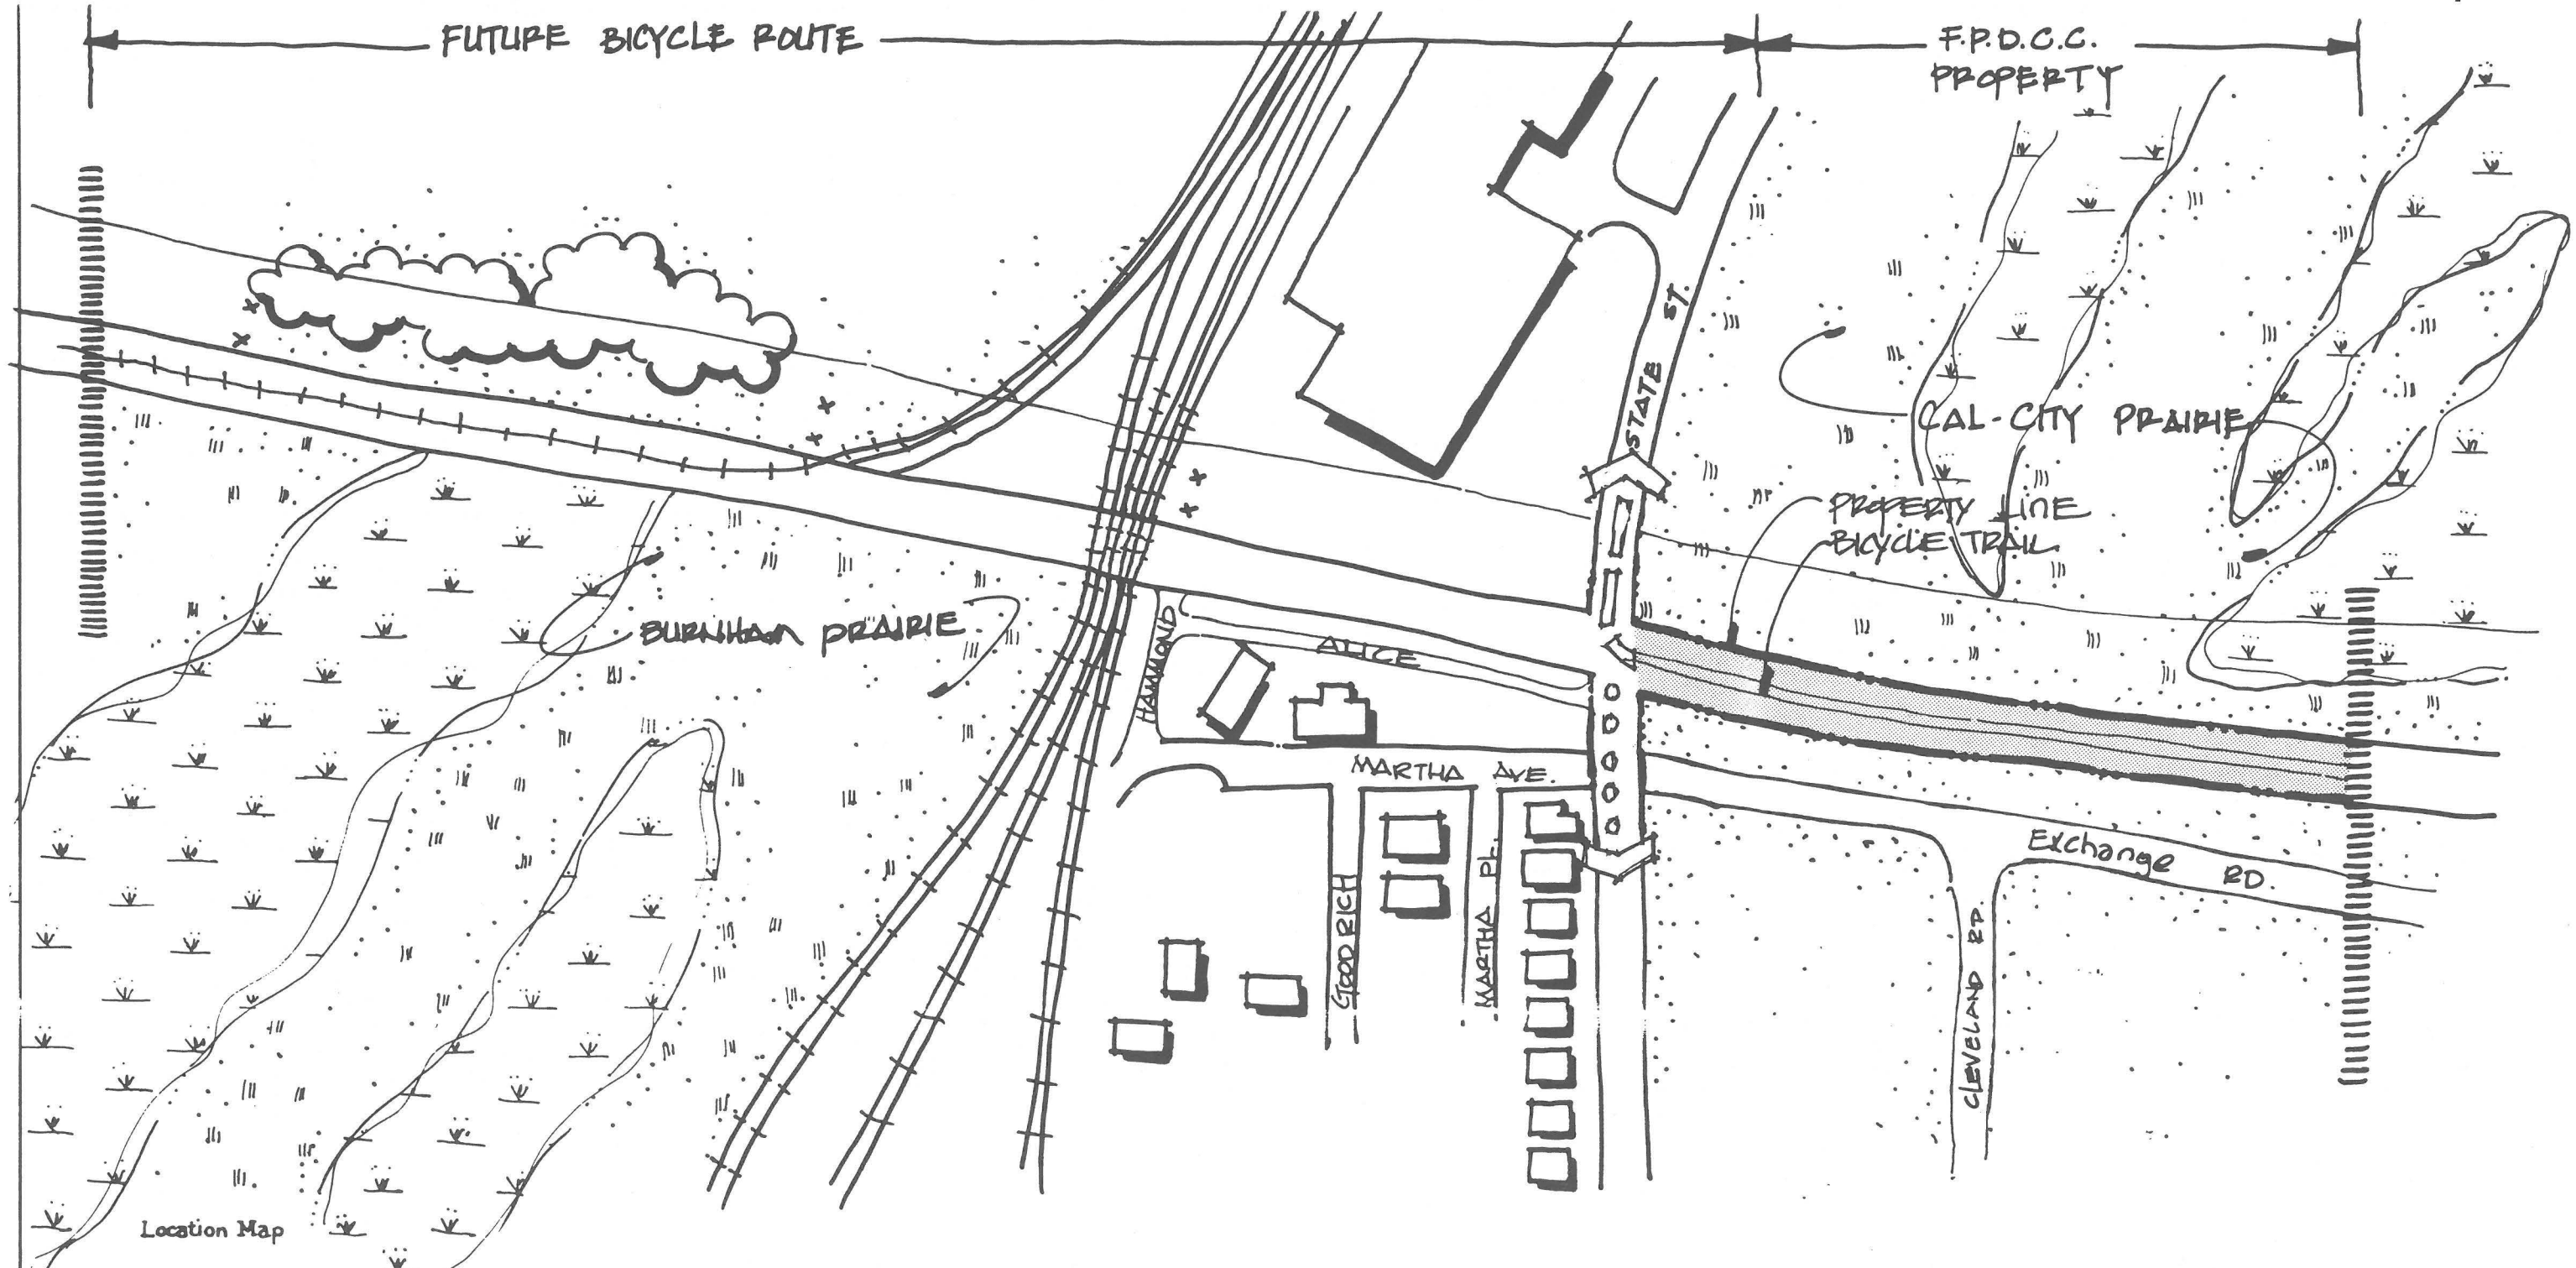 FUTURE BICYCLE ROUTE
F.P.D.C.C.
PROPERTY
STATE ST.
CAL-CITY PRAIRIE
PROPERTY LINE
BICYCLE TRAIL
BURNHAM PRAIRIE
HAMMOND
ALICE
MARTHA AVE.
Exchange RD.
GOODRICH
MARTHA PL.
CLEVELAND RD.
Location Map